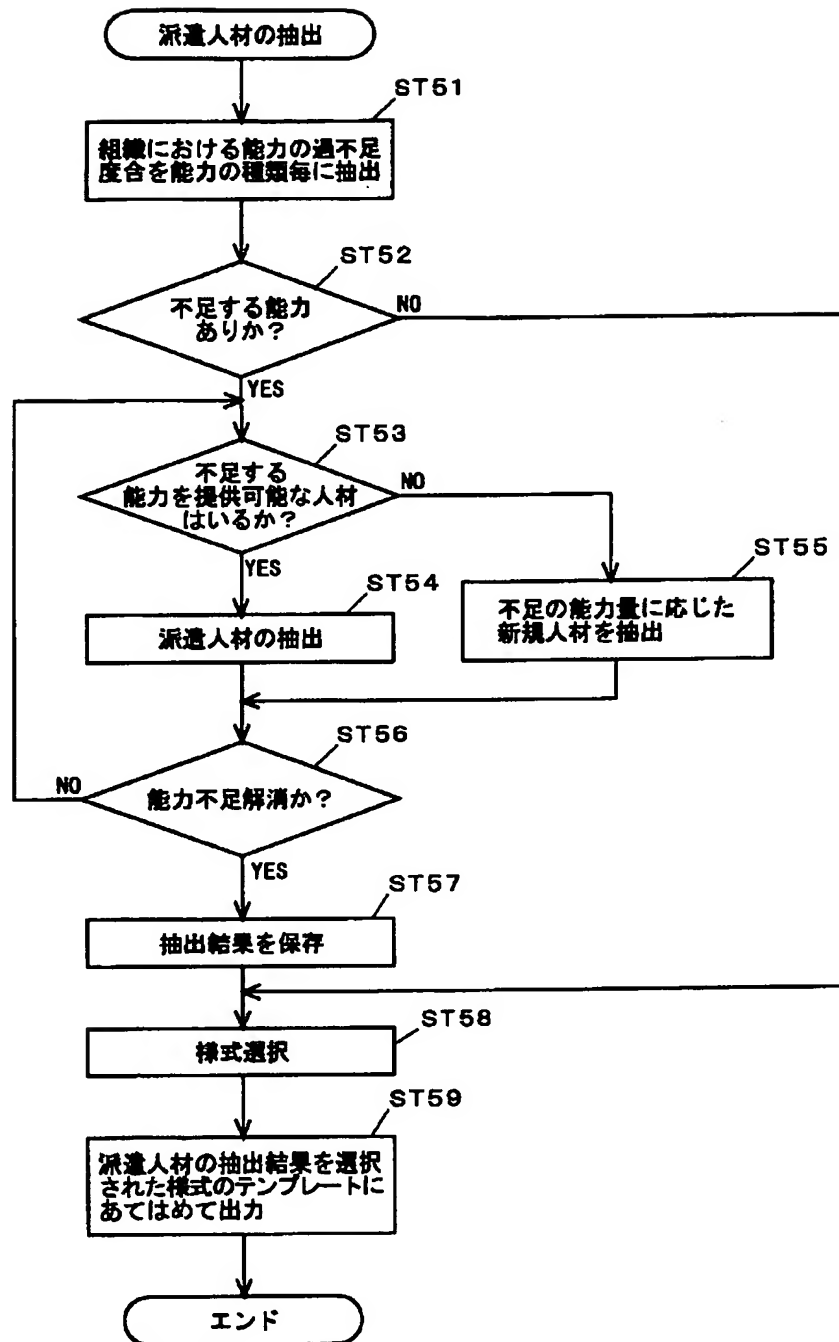 派遣人材の抽出
ST51
組織における能力の過不足
度合を能力の種類毎に抽出
ST52
不足する能力
ありか?
NO
YES
ST53
不足する
能力を提供可能な人材
はいるか?
NO
YES
ST54
派遣人材の抽出
ST55
不足の能力量に応じた
新規人材を抽出
ST56
能力不足解消か?
NO
YES
ST57
抽出結果を保存
ST58
様式選択
ST59
派遣人材の抽出結果を選択
された様式のテンプレートに
あてはめて出力
エンド